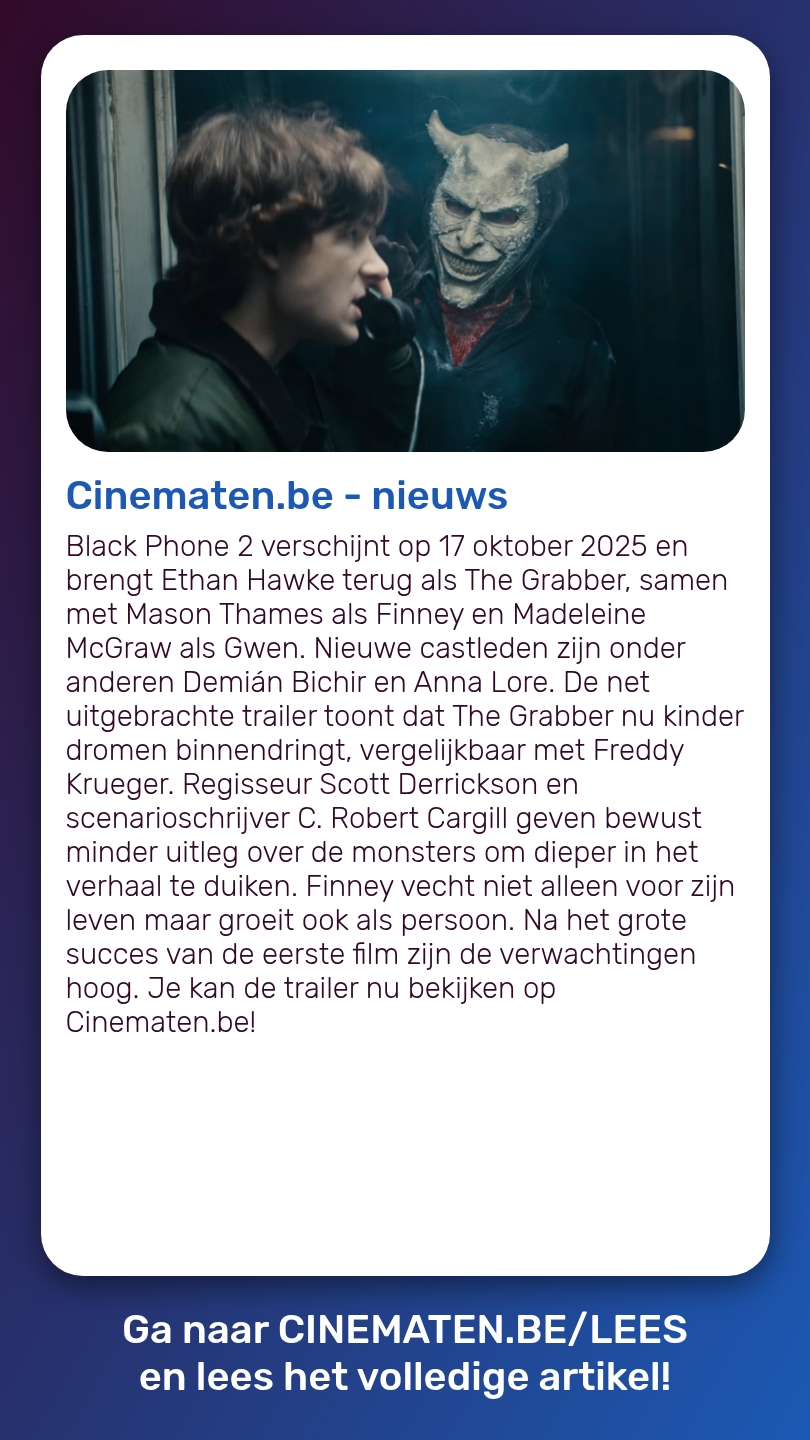 Cinematen.be - nieuws
Black Phone 2 verschijnt op 17 oktober 2025 en
brengt Ethan Hawke terug als The Grabber, samen
met Mason Thames als Finney en Madeleine
McGraw als Gwen. Nieuwe castleden zijn onder
anderen Demián Bichir en Anna Lore. De net
uitgebrachte trailer toont dat The Grabber nu kinder
dromen binnendringt, vergelijkbaar met Freddy
Krueger. Regisseur Scott Derrickson en
scenarioschrijver C. Robert Cargill geven bewust
minder uitleg over de monsters om dieper in het
verhaal te duiken. Finney vecht niet alleen voor zijn
leven maar groeit ook als persoon. Na het grote
succes van de eerste film zijn de verwachtingen
hoog. Je kan de trailer nu bekijken op
Cinematen.be!
Ga naar CINEMATEN.BE/LEES
en lees het volledige artikel!